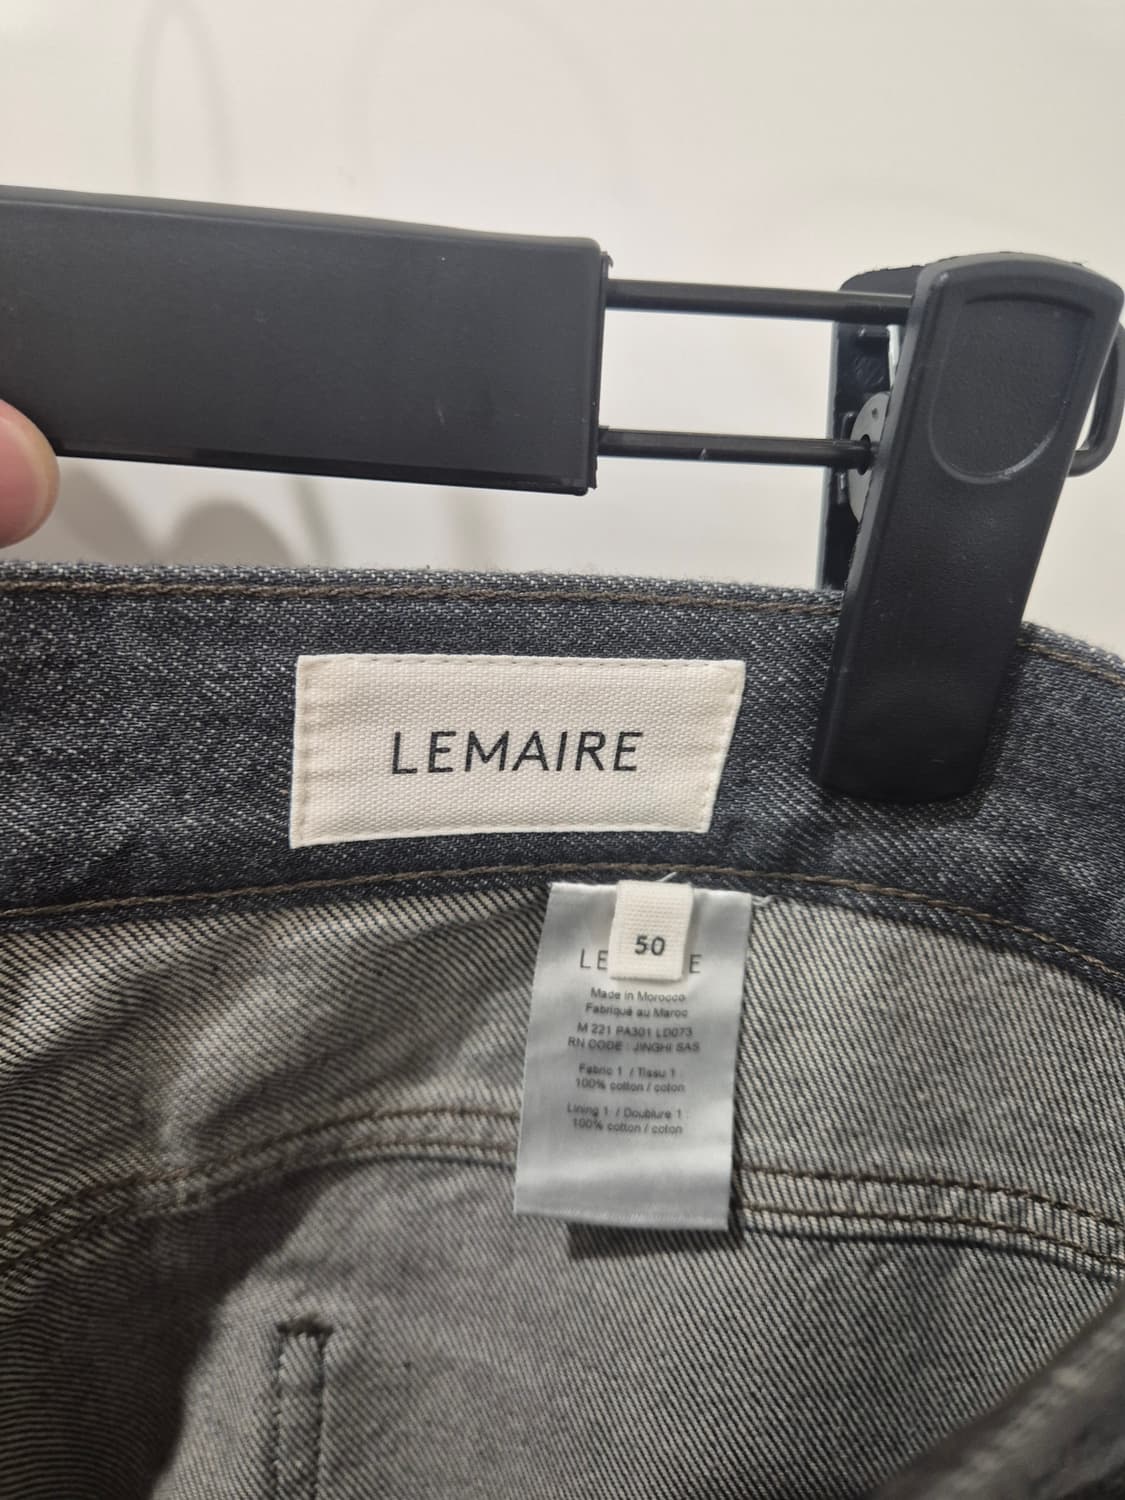 LEMAIRE
50
LE E
Made in Morocco
Fabriqué au Maroc
M 221 PA301 LD073
RN CODE : JINGHI SAS
Fabric 1 / Tissu 1 :
100% cotton / coton
Lining 1 / Doublure 1 :
100% cotton / coton